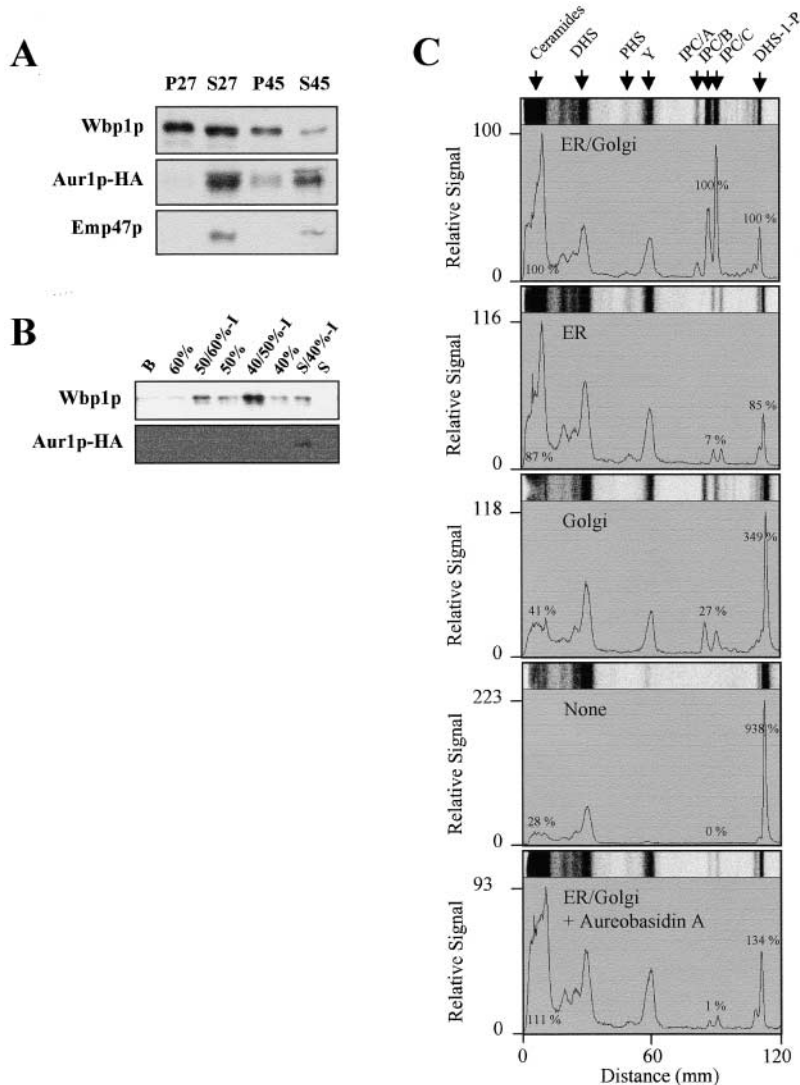 A
P27 S27 P45 S45
Wbp1p
Aur1p-HA
Emp47p
B
B 60% 50/60%-I 50% 40/50%-I 40% S/40%-I S
Wbp1p
Aur1p-HA
C
Ceramides DHS PHS Y IPC/A IPC/B IPC/C DHS-1-P
100
ER/Golgi
100 %
100 %
100 %
Relative Signal
0
116
ER
85 %
7 %
87 %
Relative Signal
0
118
Golgi
349 %
41 %
27 %
Relative Signal
0
223
None
938 %
28 %
0 %
Relative Signal
0
93
ER/Golgi
+ Aureobasidin A
134 %
1 %
111 %
Relative Signal
0
0 60 120
Distance (mm)